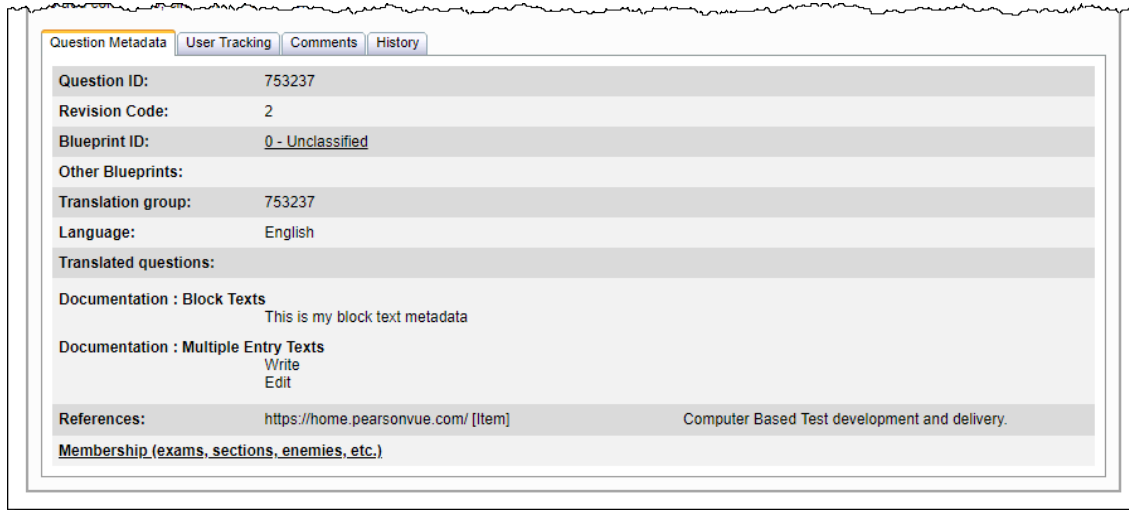 Question Metadata User Tracking Comments History
Question ID: 753237
Revision Code: 2
Blueprint ID: 0 - Unclassified
Other Blueprints:
Translation group: 753237
Language: English
Translated questions:
Documentation : Block Texts
This is my block text metadata
Documentation : Multiple Entry Texts
Write
Edit
References: https://home.pearsonvue.com/ [Item] Computer Based Test development and delivery.
Membership (exams, sections, enemies, etc.)